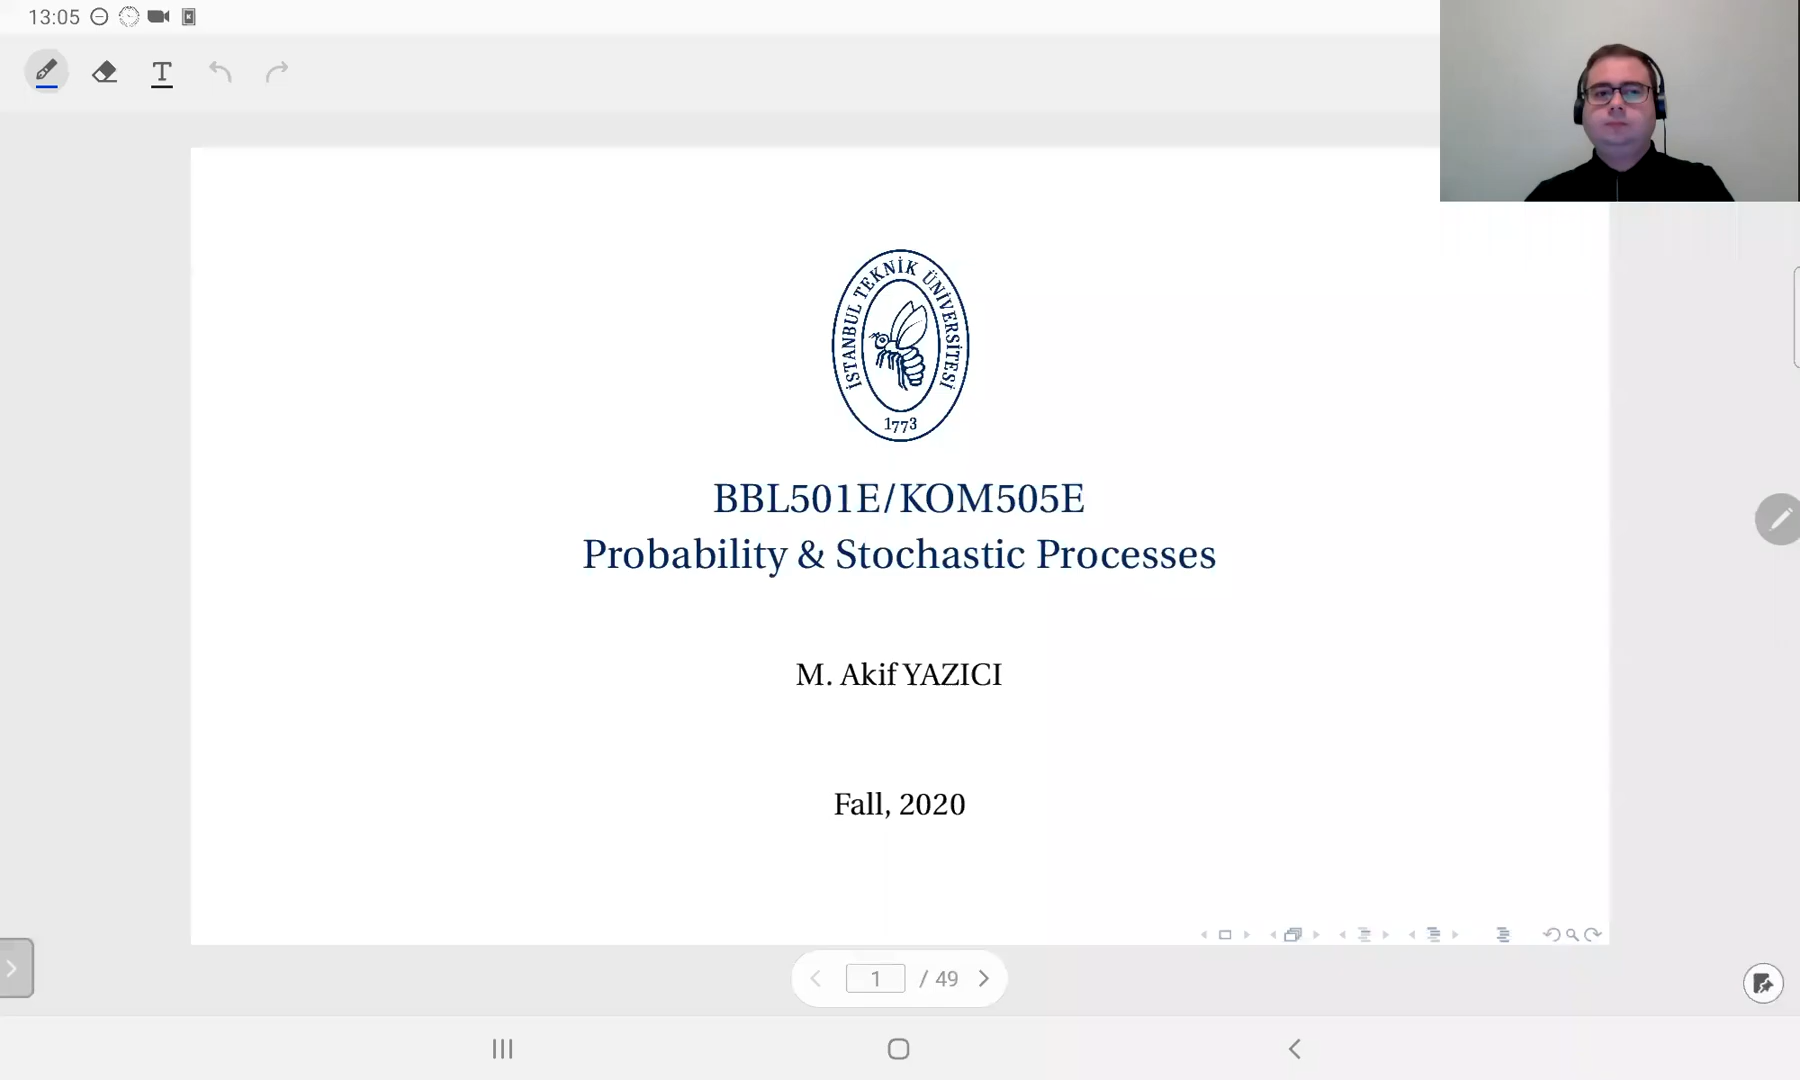 13:05
T
İSTANBUL TEKNİK ÜNİVERSİTESİ
1773
BBL501E/KOM505E
Probability & Stochastic Processes
M. Akif YAZICI
Fall, 2020
1 / 49